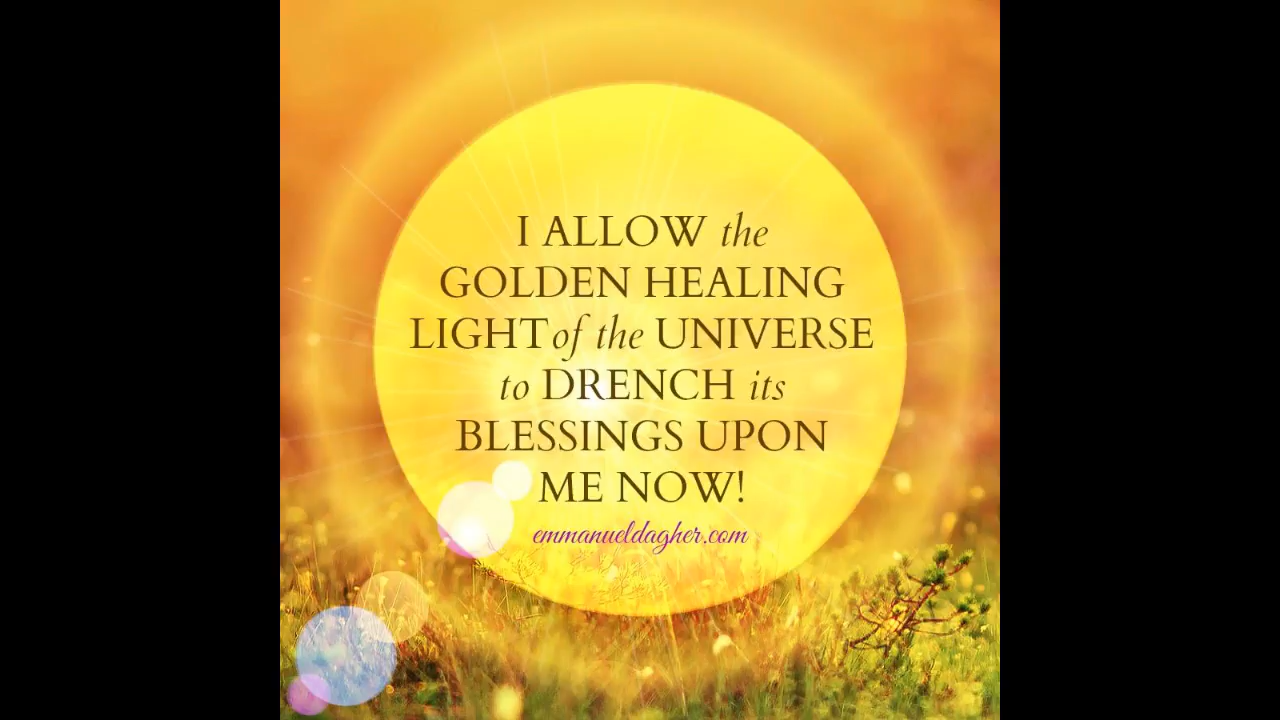 I ALLOW the
GOLDEN HEALING
LIGHT of the UNIVERSE
to DRENCH its
BLESSINGS UPON
ME NOW!
emmanueldagher.com